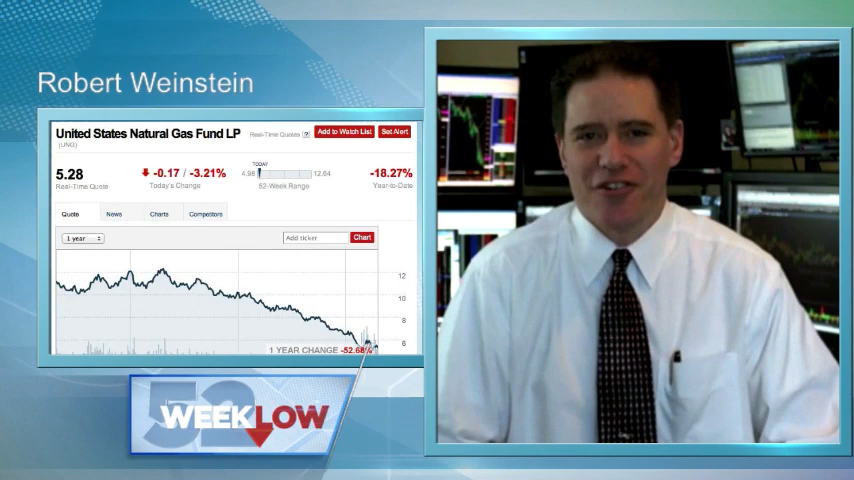 Robert Weinstein
United States Natural Gas Fund LP
Real-Time Quotes [?]
Add to Watch List
Set Alert
(UNG)
5.28
Real-Time Quote
-0.17 / -3.21%
Today's Change
TODAY
4.98
12.64
52-Week Range
-18.27%
Year-to-Date
Quote
News
Charts
Competitors
1 year
Add ticker
Chart
12
10
8
6
1 YEAR CHANGE -52.68%
52 WEEK LOW